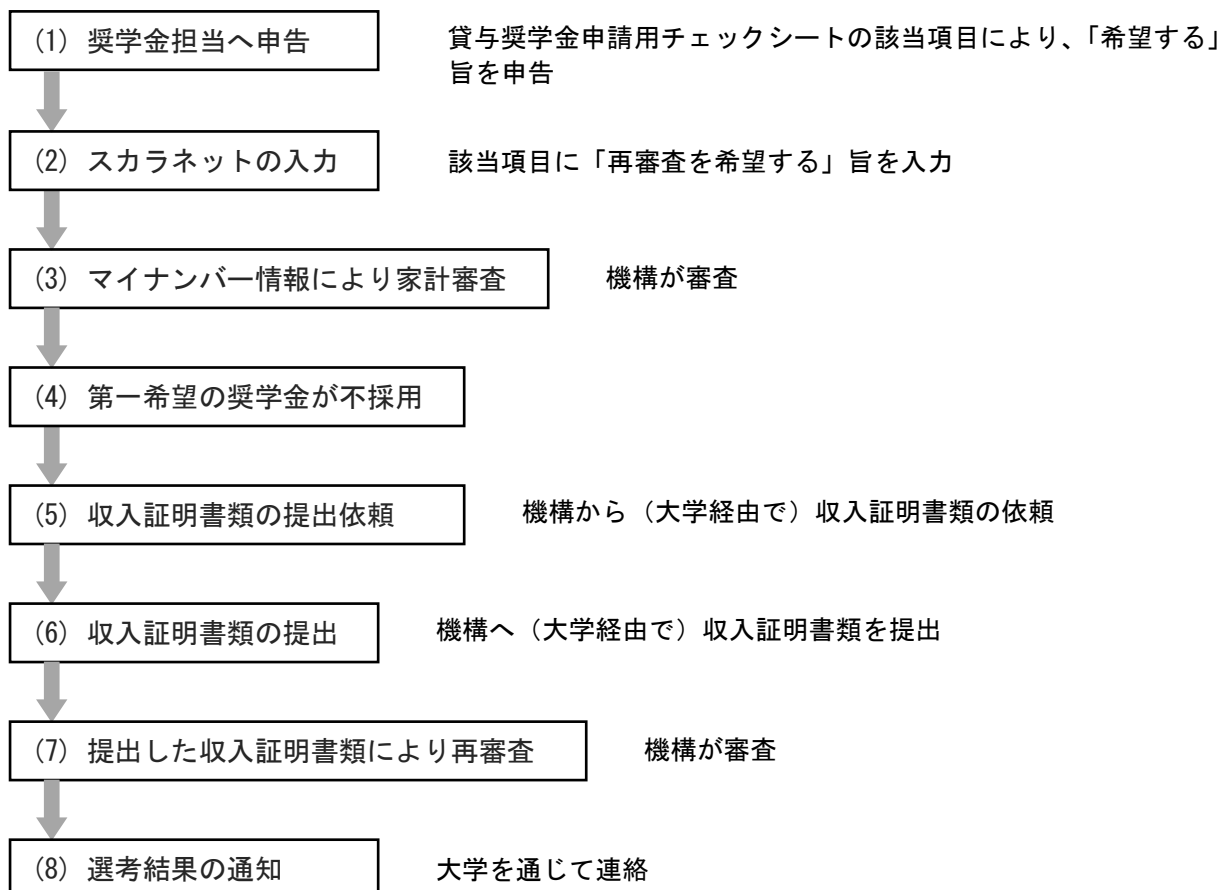 (1) 奨学金担当へ申告
貸与奨学金申請用チェックシートの該当項目により、「希望する」
旨を申告
(2) スカラネットの入力
該当項目に「再審査を希望する」旨を入力
(3) マイナンバー情報により家計審査
機構が審査
(4) 第一希望の奨学金が不採用
(5) 収入証明書類の提出依頼
機構から（大学経由で）収入証明書類の依頼
(6) 収入証明書類の提出
機構へ（大学経由で）収入証明書類を提出
(7) 提出した収入証明書類により再審査
機構が審査
(8) 選考結果の通知
大学を通じて連絡